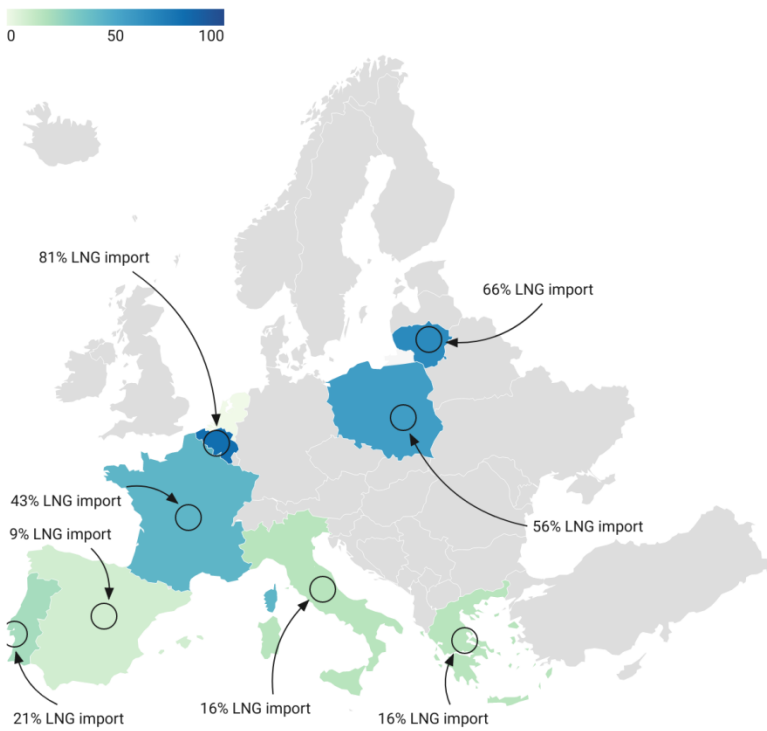 0 50 100
81% LNG import
66% LNG import
43% LNG import
9% LNG import
56% LNG import
16% LNG import
21% LNG import
16% LNG import